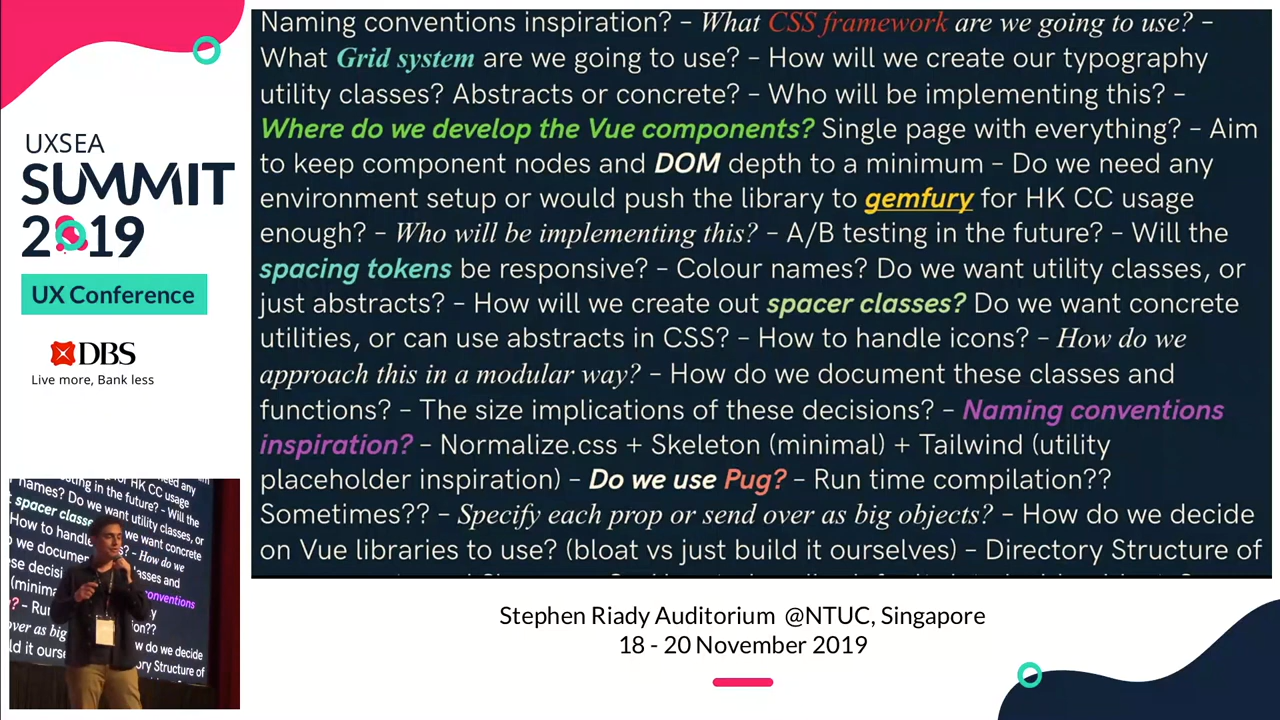 UXSEA
SUMMIT
2019
UX Conference
DBS
Live more, Bank less
Naming conventions inspiration? – What CSS framework are we going to use? –
What Grid system are we going to use? – How will we create our typography
utility classes? Abstracts or concrete? – Who will be implementing this? –
Where do we develop the Vue components? Single page with everything? – Aim
to keep component nodes and DOM depth to a minimum – Do we need any
environment setup or would push the library to gemfury for HK CC usage
enough? – Who will be implementing this? – A/B testing in the future? – Will the
spacing tokens be responsive? – Colour names? Do we want utility classes, or
just abstracts? – How will we create out spacer classes? Do we want concrete
utilities, or can use abstracts in CSS? – How to handle icons? – How do we
approach this in a modular way? – How do we document these classes and
functions? – The size implications of these decisions? – Naming conventions
inspiration? – Normalize.css + Skeleton (minimal) + Tailwind (utility
placeholder inspiration) – Do we use Pug? – Run time compilation??
Sometimes?? – Specify each prop or send over as big objects? – How do we decide
on Vue libraries to use? (bloat vs just build it ourselves) – Directory Structure of
Stephen Riady Auditorium @NTUC, Singapore
18 - 20 November 2019